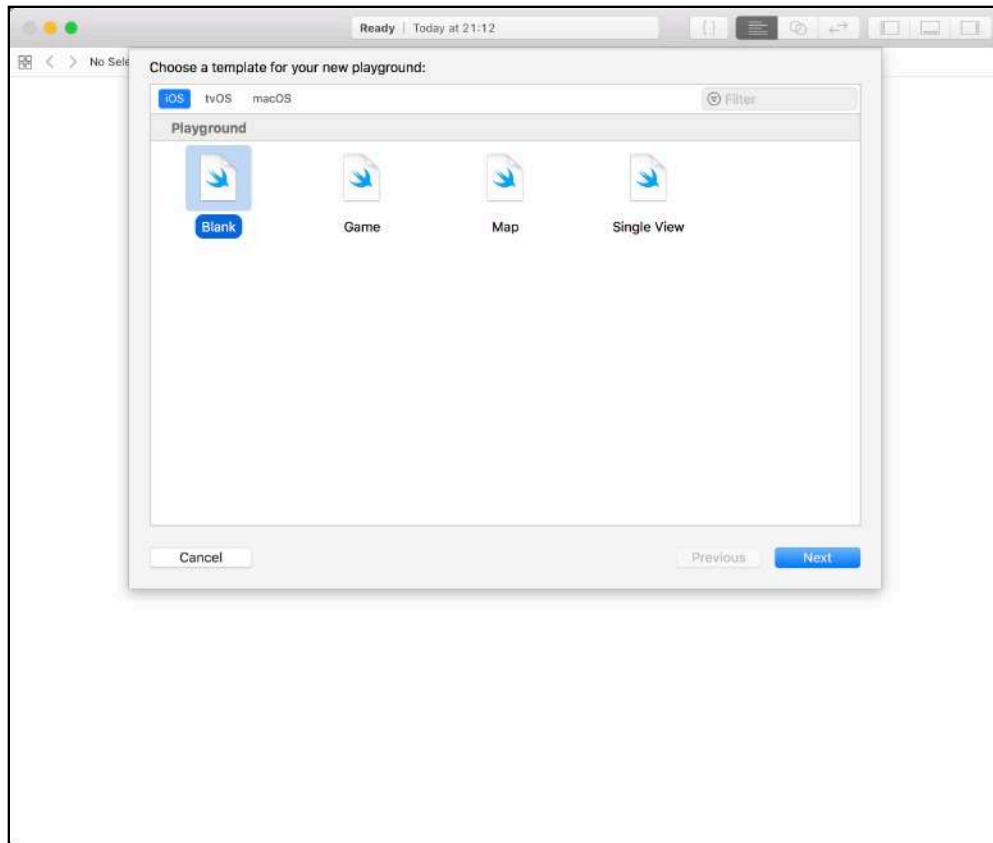 Ready | Today at 21:12
No Sele
Choose a template for your new playground:
iOS tvOS macOS Filter
Playground
Blank Game Map Single View
Cancel Previous Next